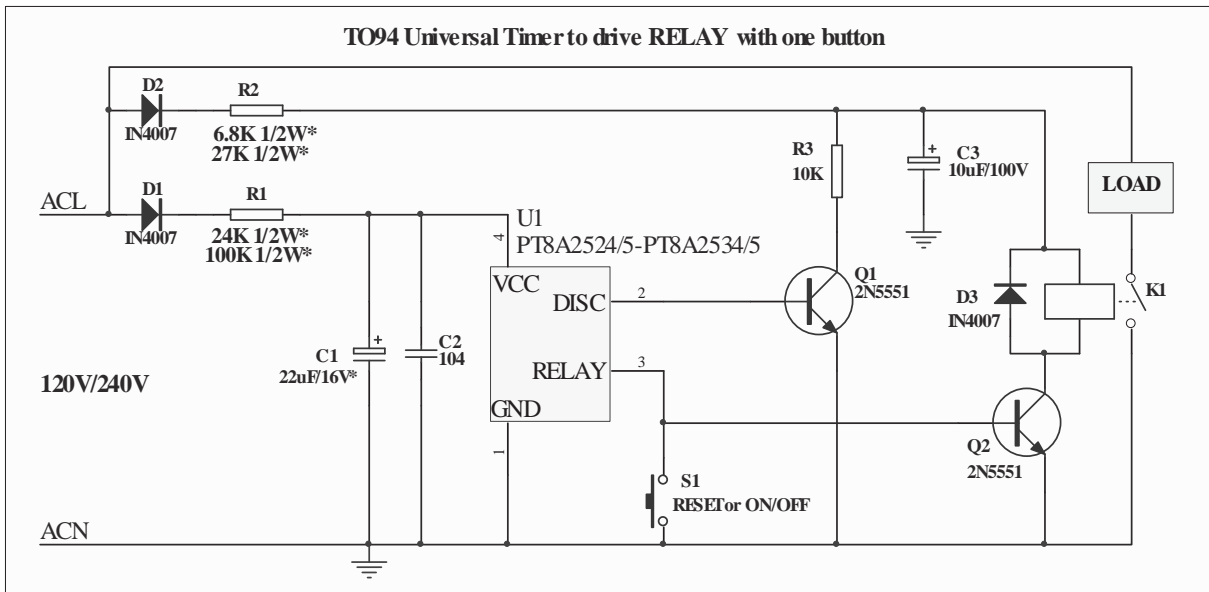 TO94 Universal Timer to drive RELAY with one button
D2
IN4007
R2
6.8K 1/2W*
27K 1/2W*
ACL
D1
IN4007
R1
24K 1/2W*
100K 1/2W*
R3
10K
C3
+
10uF/100V
LOAD
U1
PT8A2524/5-PT8A2534/5
4
VCC
DISC
2
RELAY
3
GND
1
Q1
2N5551
D3
IN4007
K1
C1
+
22uF/16V*
C2
104
120V/240V
Q2
2N5551
S1
RESET or ON/OFF
ACN